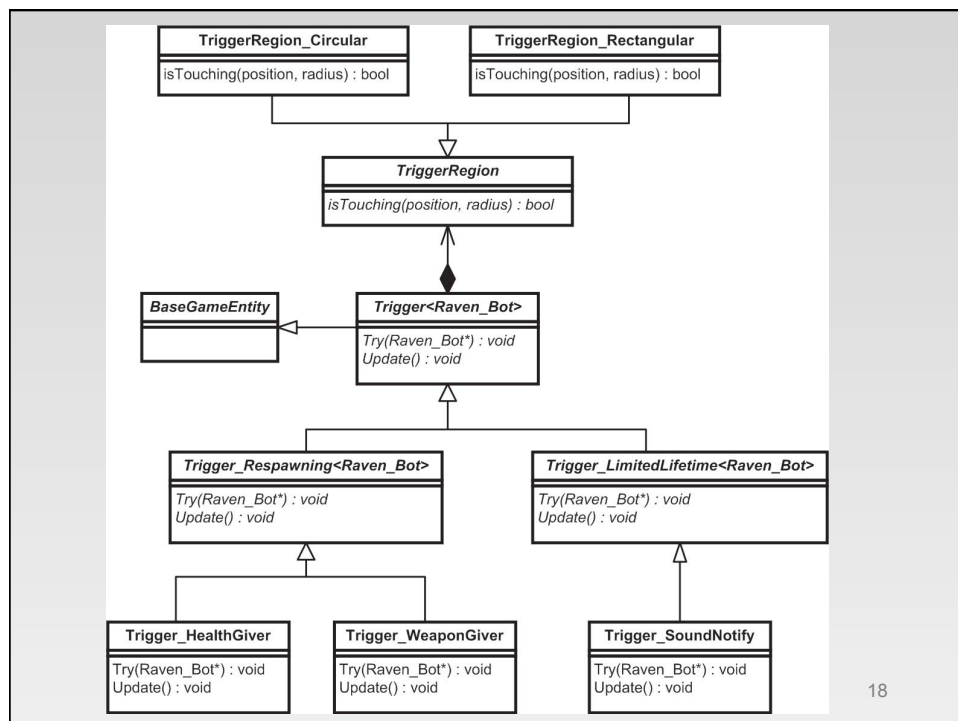 TriggerRegion_Circular
isTouching(position, radius) : bool
TriggerRegion_Rectangular
isTouching(position, radius) : bool
TriggerRegion
isTouching(position, radius) : bool
BaseGameEntity
Trigger<Raven_Bot>
Try(Raven_Bot*) : void
Update() : void
Trigger_Respawning<Raven_Bot>
Try(Raven_Bot*) : void
Update() : void
Trigger_LimitedLifetime<Raven_Bot>
Try(Raven_Bot*) : void
Update() : void
Trigger_HealthGiver
Try(Raven_Bot*) : void
Update() : void
Trigger_WeaponGiver
Try(Raven_Bot*) : void
Update() : void
Trigger_SoundNotify
Try(Raven_Bot*) : void
Update() : void
18